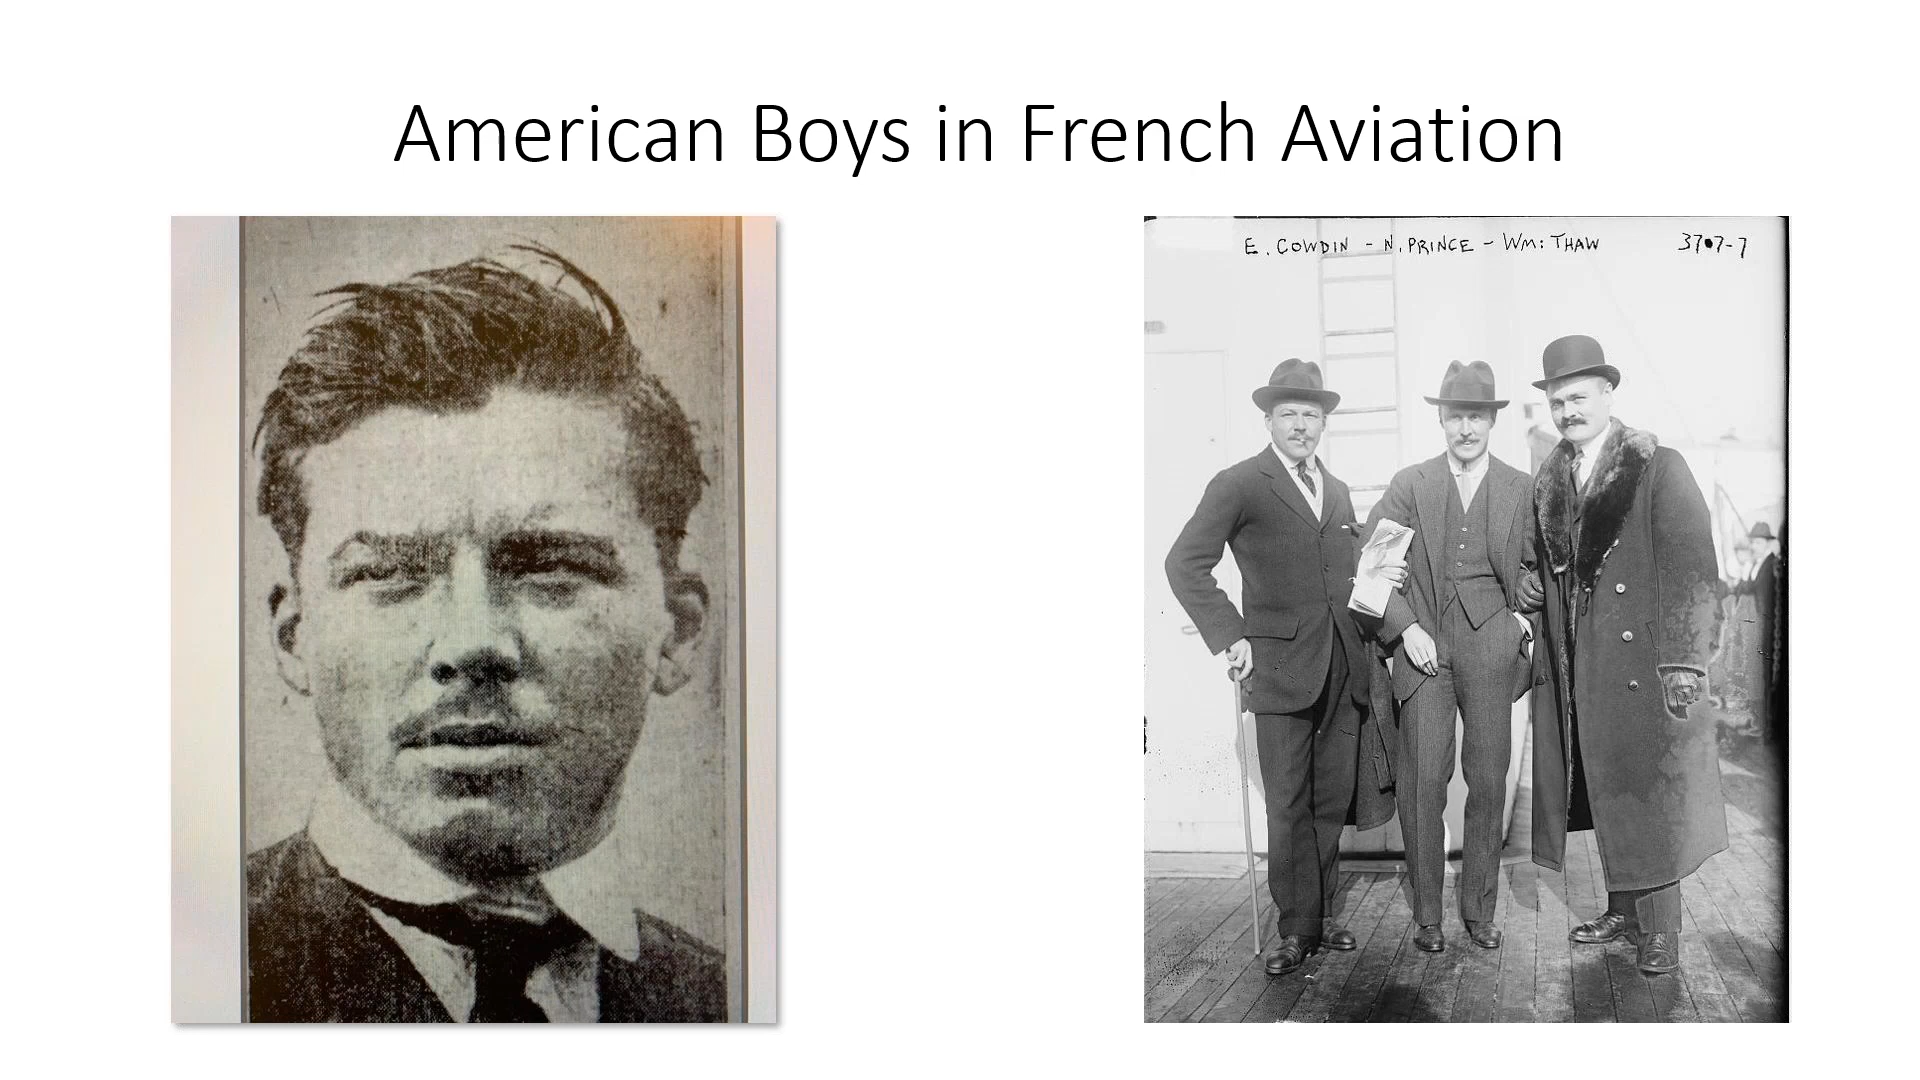 American Boys in French Aviation
E. COWDIN - N. PRINCE - WM: THAW 3707-7